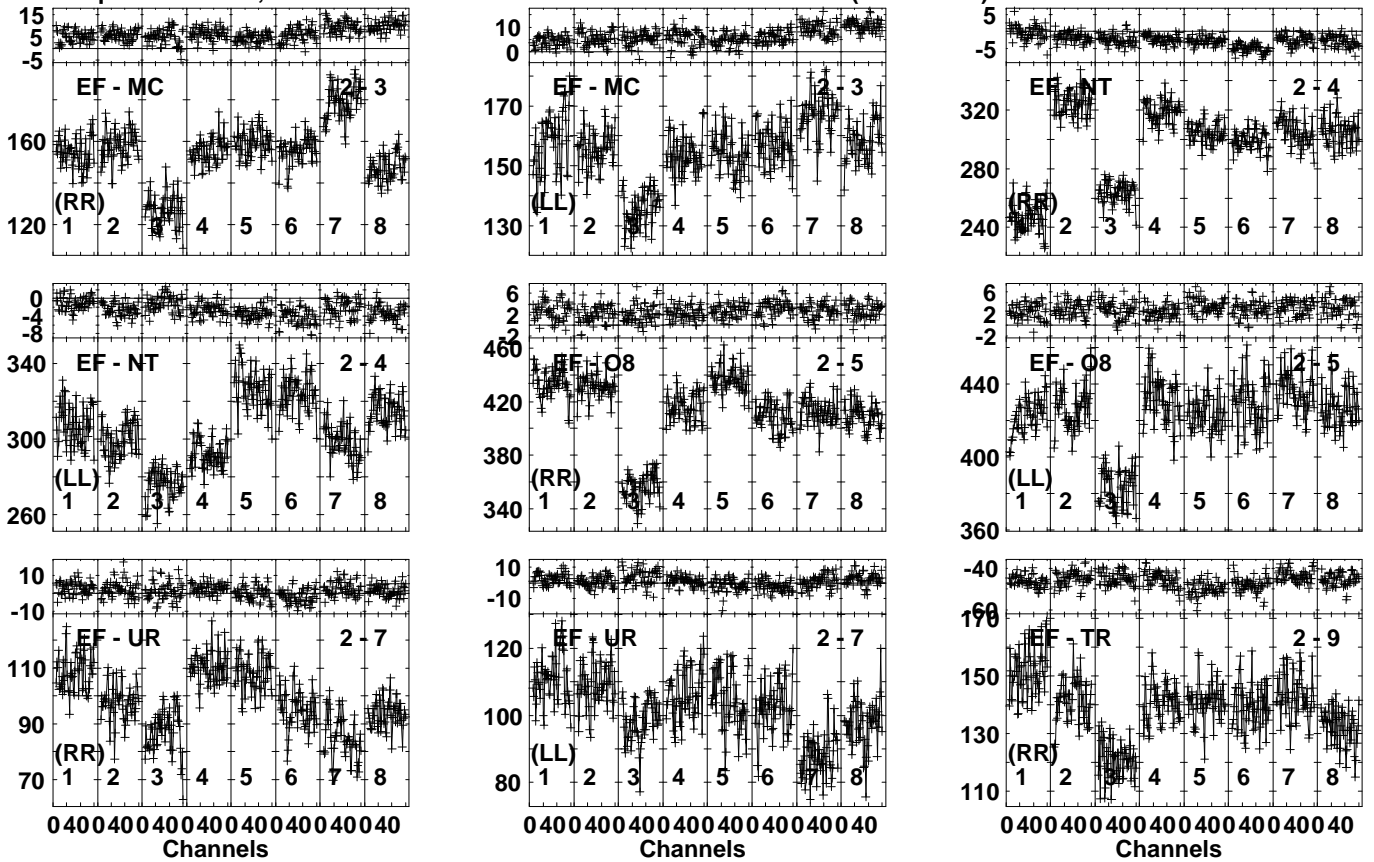 15 5 -5
EF - MC 2 - 3
160 120
(RR)
1 2 3 4 5 6 7 8
10 0
EF - MC 2 - 3
170 150 130
(LL)
1 2 3 4 5 6 7 8
5 -5
EF - NT 2 - 4
320 280 240
(RR)
1 2 3 4 5 6 7 8
0 -4 -8
EF - NT 2 - 4
340 300 260
(LL)
1 2 3 4 5 6 7 8
6 2 -2
EF - O8 2 - 5
460 420 380 340
(RR)
1 2 3 4 5 6 7 8
6 2 -2
EF - O8 2 - 5
440 400 360
(LL)
1 2 3 4 5 6 7 8
10 -10
EF - UR 2 - 7
110 90 70
(RR)
1 2 3 4 5 6 7 8
0 40 0 40 0 40 0 40 0 40 0 40 0 40 0 40
Channels
10 -10
EF - UR 2 - 7
120 100 80
(LL)
1 2 3 4 5 6 7 8
0 40 0 40 0 40 0 40 0 40 0 40 0 40 0 40
Channels
-40 -60
EF - TR 2 - 9
170 150 130 110
(RR)
1 2 3 4 5 6 7 8
0 40 0 40 0 40 0 40 0 40 0 40 0 40 0 40
Channels